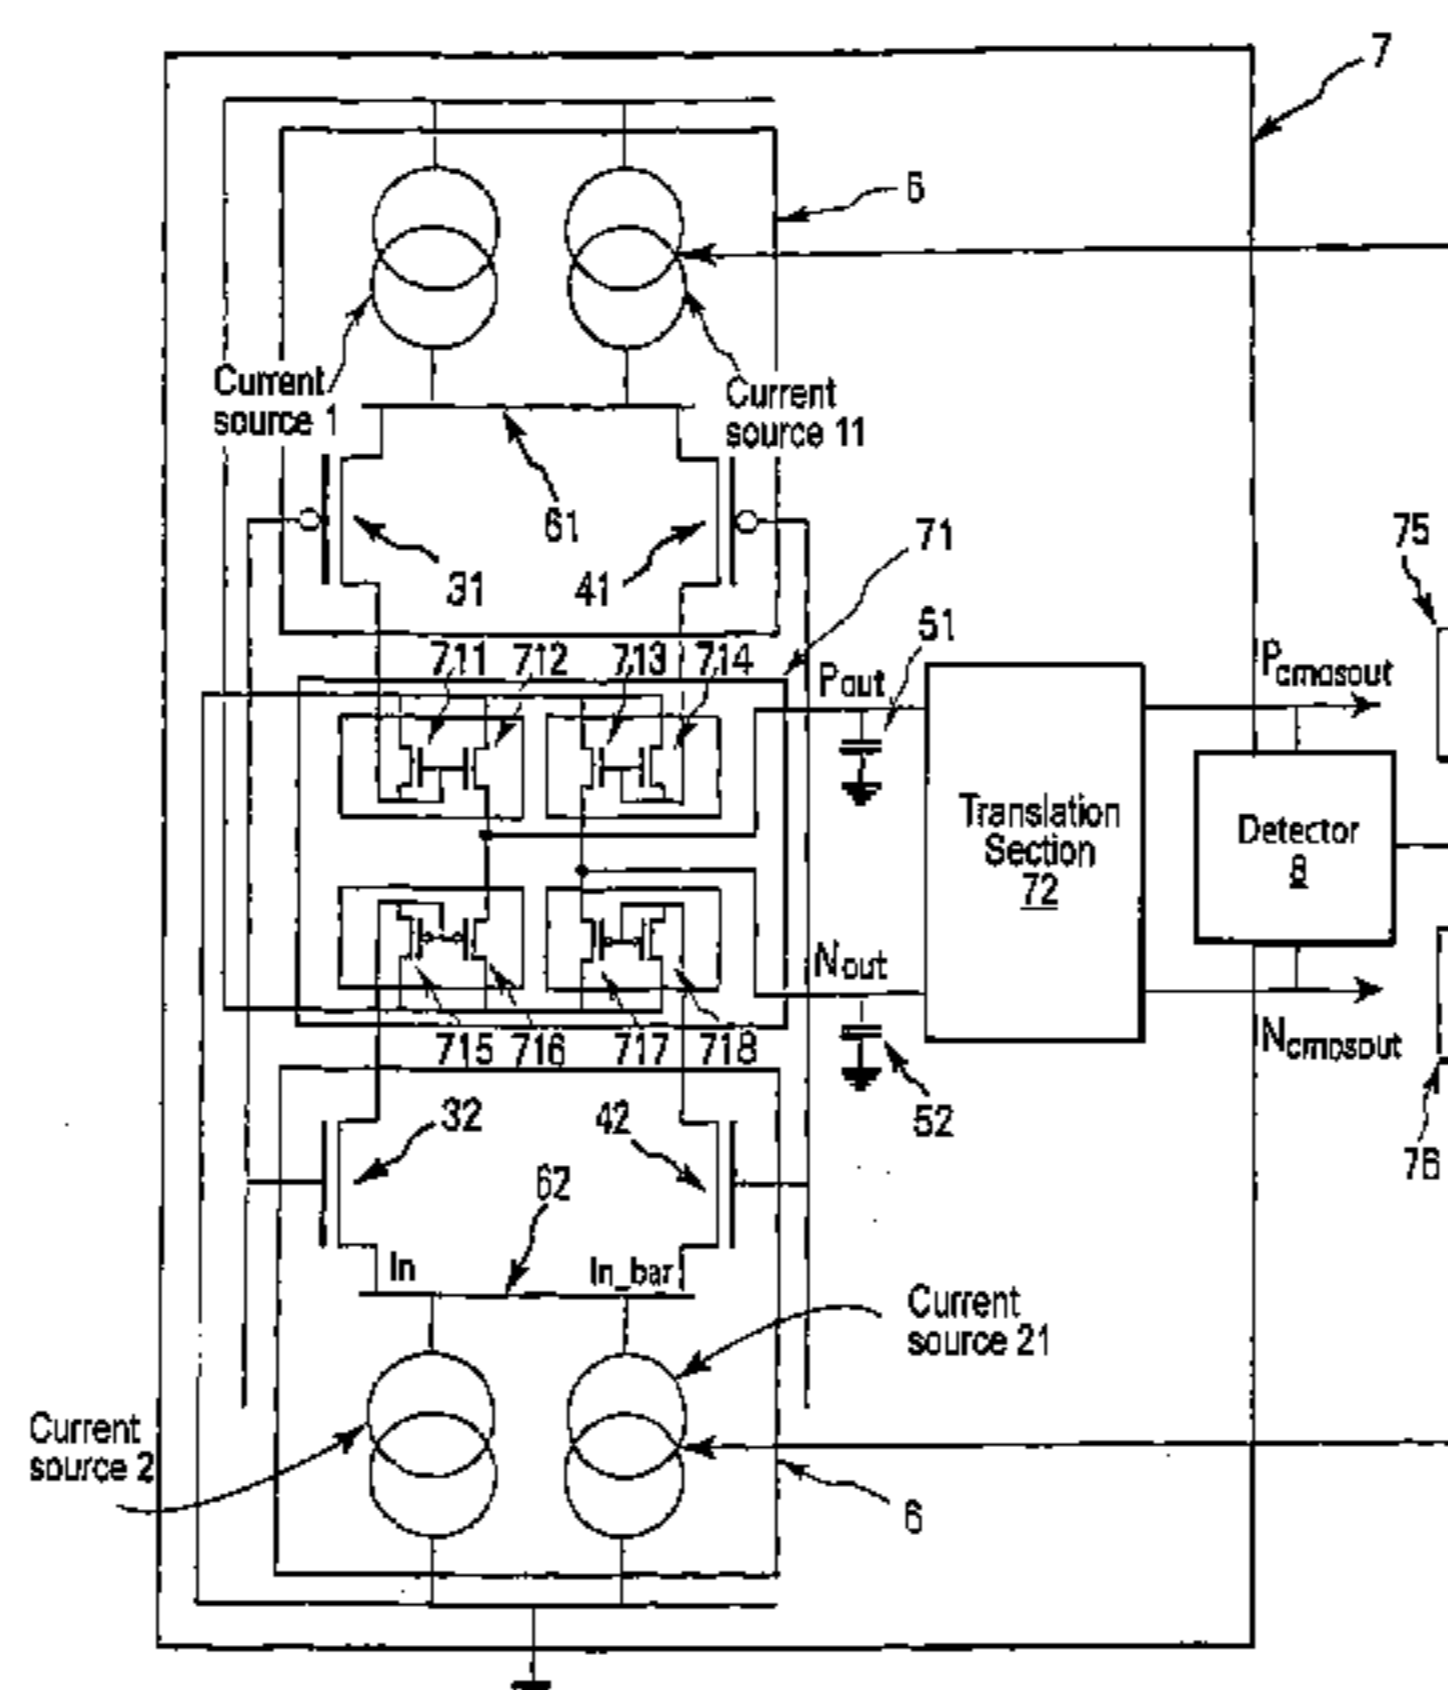 7
6
Current
source 1
Current
source 11
61
31
41
71
75
51
711
712
713
714
Pout
Pcmosout
Translation
Section
72
Detector
8
Nout
Ncmosout
715
716
717
718
52
76
32
42
62
In
In_bar
Current
source 21
Current
source 2
6